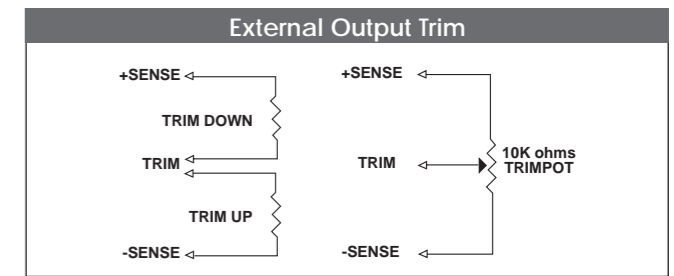 External Output Trim
+SENSE
TRIM DOWN
TRIM
TRIM UP
-SENSE
+SENSE
TRIM
10K ohms
TRIMPOT
-SENSE